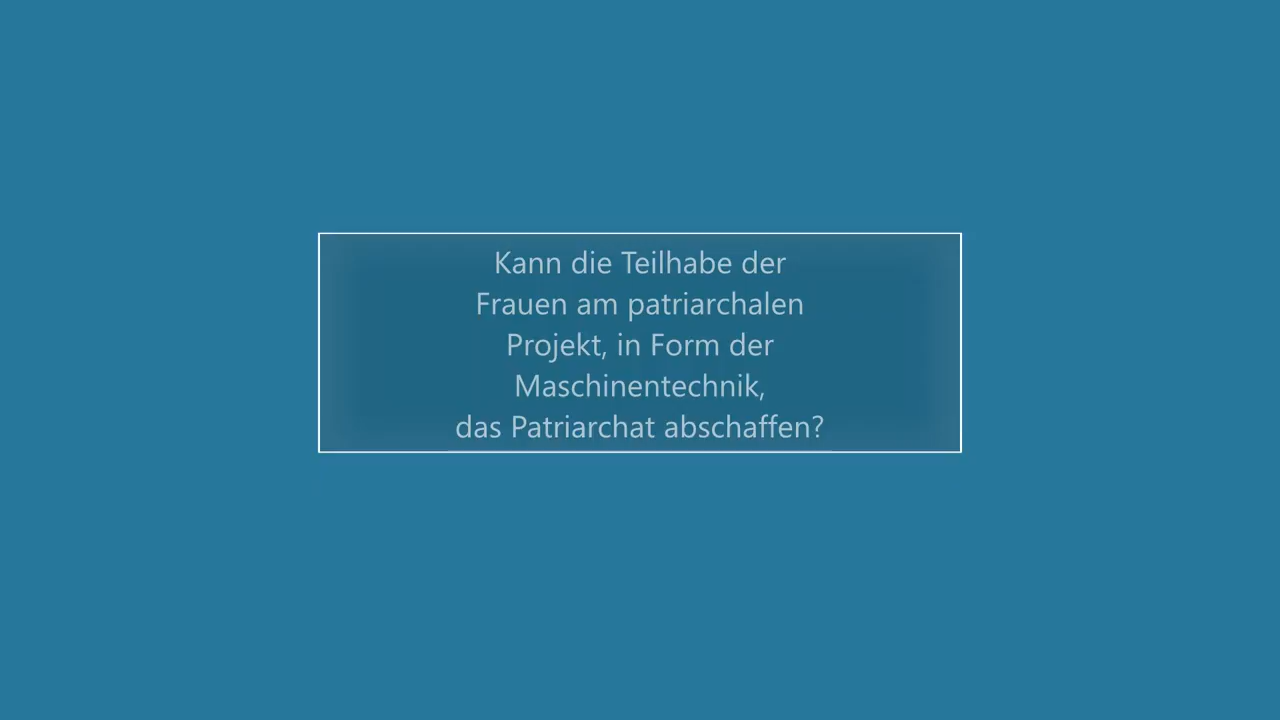 Kann die Teilhabe der
Frauen am patriarchalen
Projekt, in Form der
Maschinentechnik,
das Patriarchat abschaffen?